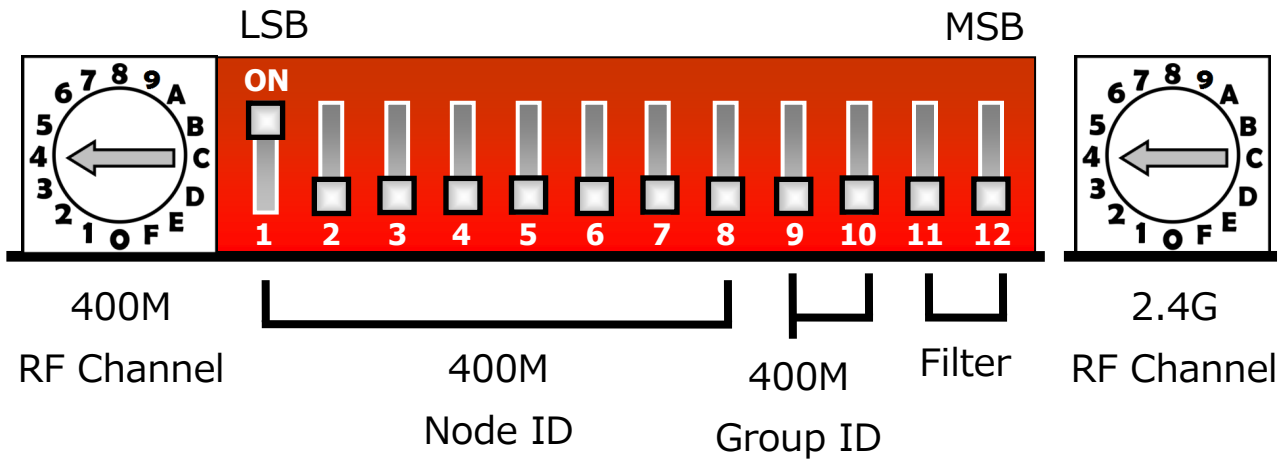 LSB
MSB
ON
0 1 2 3 4 5 6 7 8 9 A B C D E F
1 2 3 4 5 6 7 8 9 10 11 12
0 1 2 3 4 5 6 7 8 9 A B C D E F
400M
RF Channel
400M
Node ID
400M
Group ID
Filter
2.4G
RF Channel